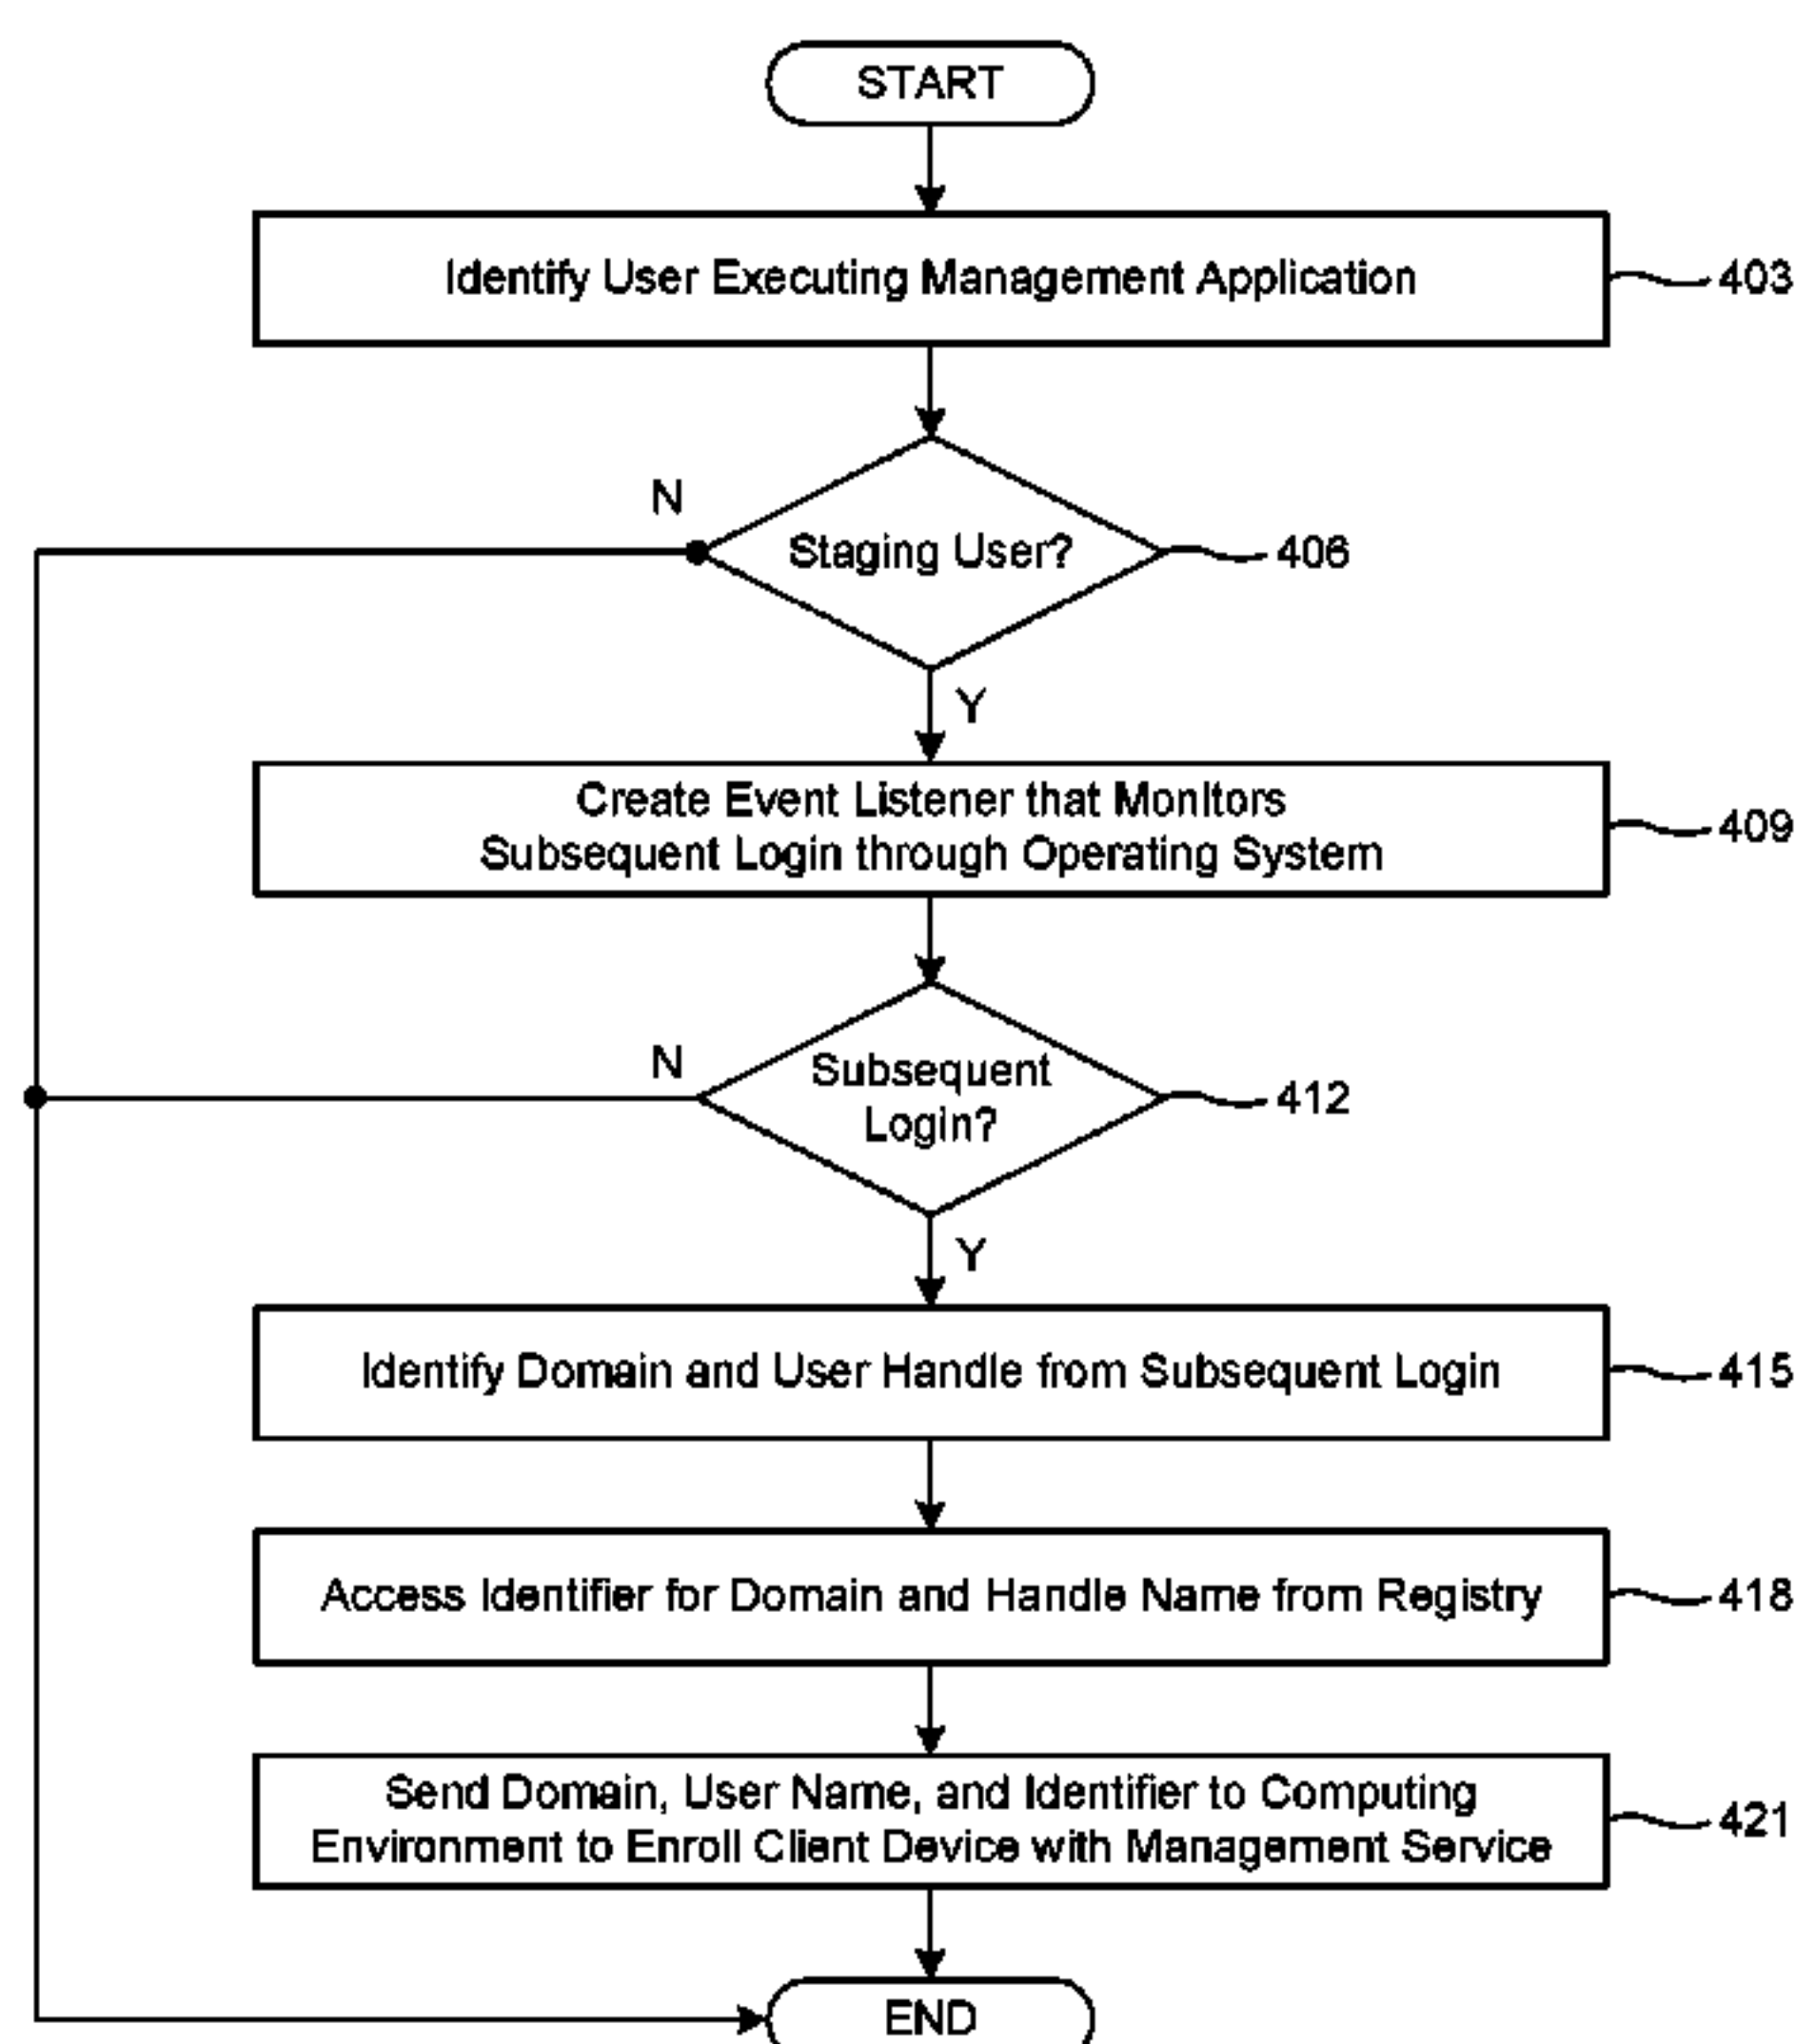 START
Identify User Executing Management Application
403
N
Staging User?
406
Y
Create Event Listener that Monitors
Subsequent Login through Operating System
409
N
Subsequent
Login?
412
Y
Identify Domain and User Handle from Subsequent Login
415
Access Identifier for Domain and Handle Name from Registry
418
Send Domain, User Name, and Identifier to Computing
Environment to Enroll Client Device with Management Service
421
END